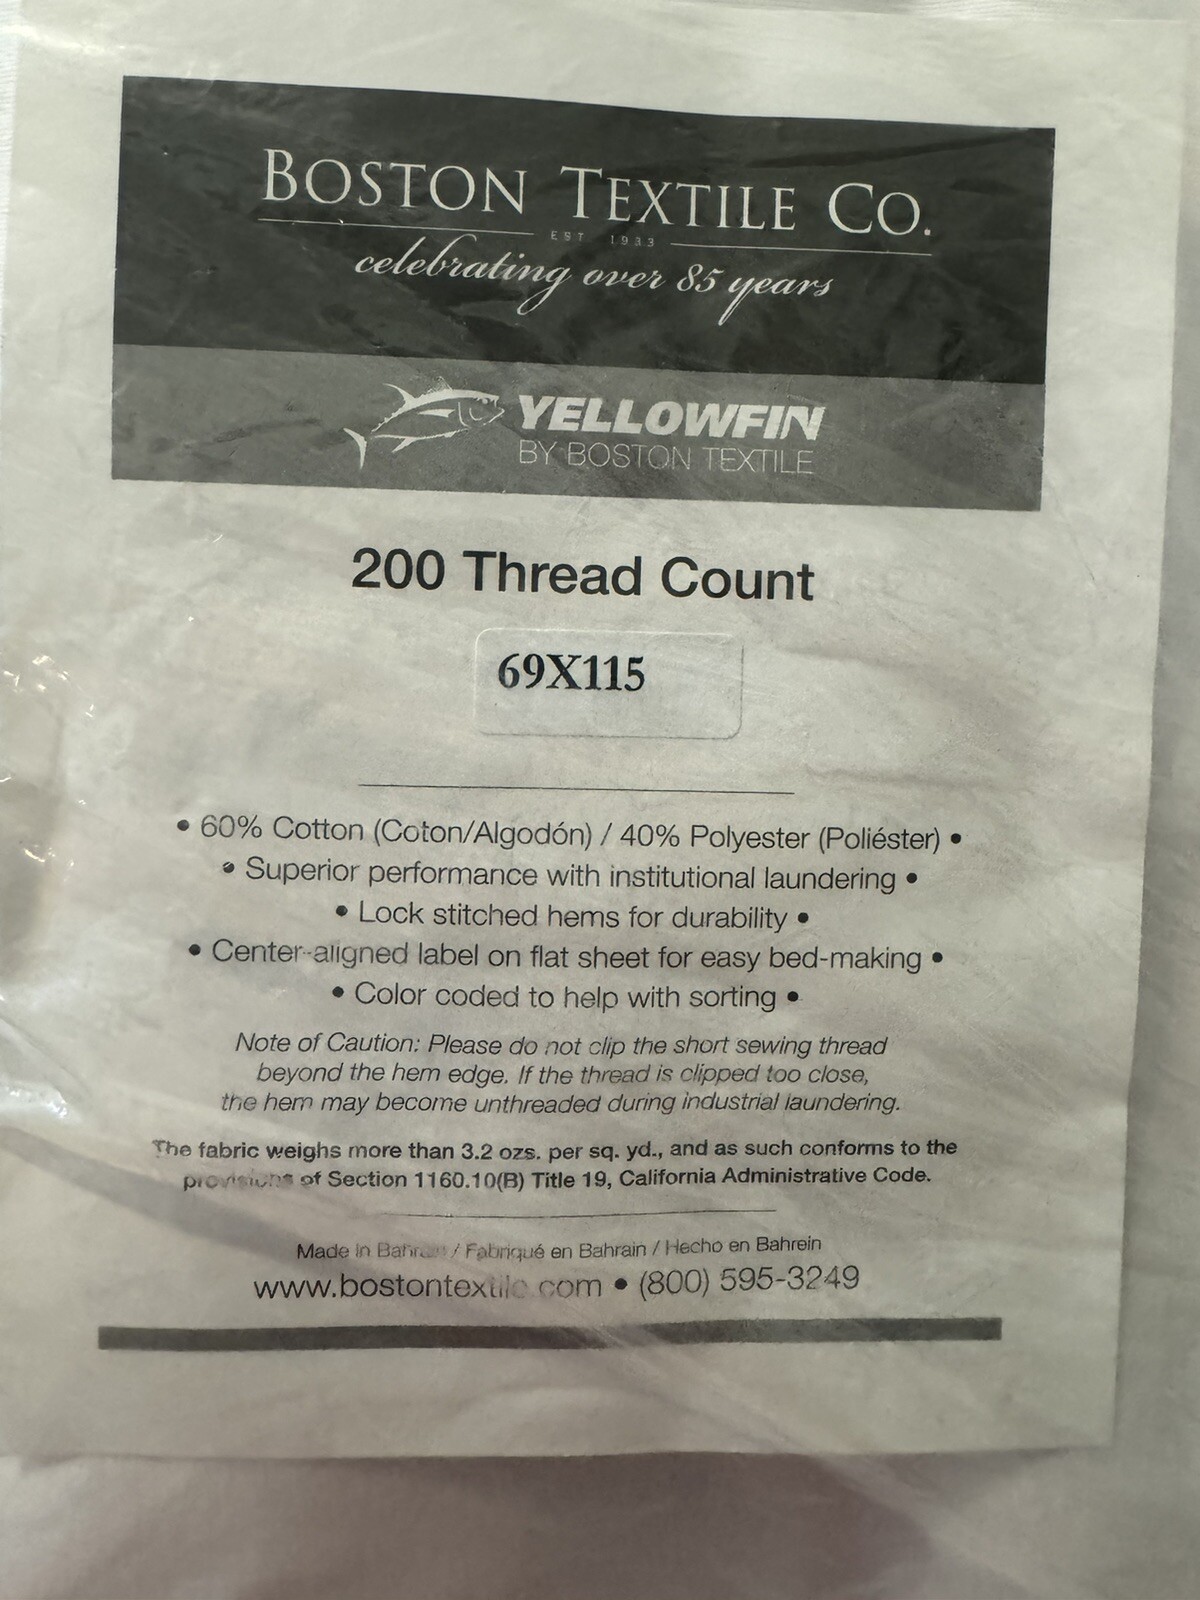 BOSTON TEXTILE CO.
EST. 1933
celebrating over 85 years
YELLOWFIN
BY BOSTON TEXTILE
200 Thread Count
69X115
• 60% Cotton (Coton/Algodón) / 40% Polyester (Poliéster) •
• Superior performance with institutional laundering •
• Lock stitched hems for durability •
• Center-aligned label on flat sheet for easy bed-making •
• Color coded to help with sorting •
Note of Caution: Please do not clip the short sewing thread
beyond the hem edge. If the thread is clipped too close,
the hem may become unthreaded during industrial laundering.
The fabric weighs more than 3.2 ozs. per sq. yd., and as such conforms to the
provisions of Section 1160.10(B) Title 19, California Administrative Code.
Made in Bahrain / Fabriqué en Bahrain / Hecho en Bahrein
www.bostontextile.com • (800) 595-3249